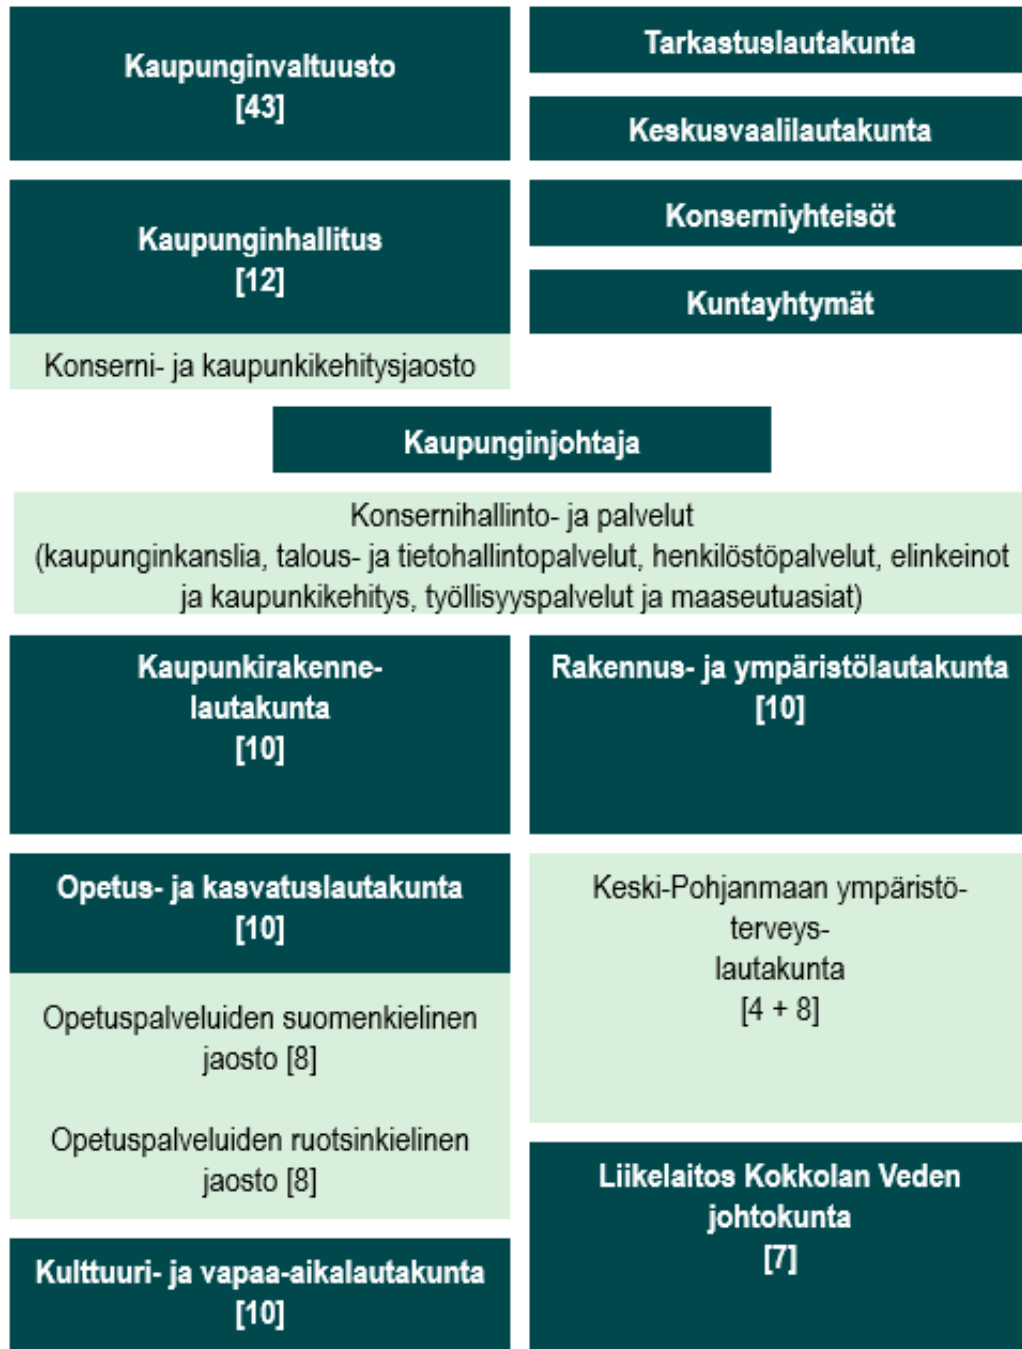 Kaupunginvaltuusto
[43]
Tarkastuslautakunta
Keskusvaalilautakunta
Kaupunginhallitus
[12]
Konserni- ja kaupunkikehitysjaosto
Konserniyhteisöt
Kuntayhtymät
Kaupunginjohtaja
Konsernihallinto- ja palvelut
(kaupunginkanslia, talous- ja tietohallintopalvelut, henkilöstöpalvelut, elinkeinot
ja kaupunkikehitys, työllisyyspalvelut ja maaseutuasiat)
Kaupunkirakenne-
lautakunta
[10]
Rakennus- ja ympäristölautakunta
[10]
Opetus- ja kasvatuslautakunta
[10]
Opetuspalveluiden suomenkielinen
jaosto [8]
Opetuspalveluiden ruotsinkielinen
jaosto [8]
Keski-Pohjanmaan ympäristö-
terveys-
lautakunta
[4 + 8]
Kulttuuri- ja vapaa-aikalautakunta
[10]
Liikelaitos Kokkolan Veden
johtokunta
[7]